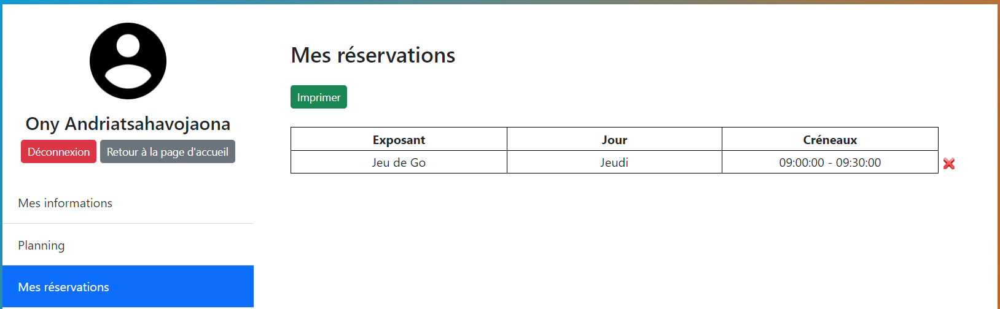 Ony Andriatsahavojaona
Déconnexion Retour à la page d'accueil
Mes informations
Planning
Mes réservations
Mes réservations
Imprimer
Exposant Jour Créneaux
Jeu de Go Jeudi 09:00:00 - 09:30:00